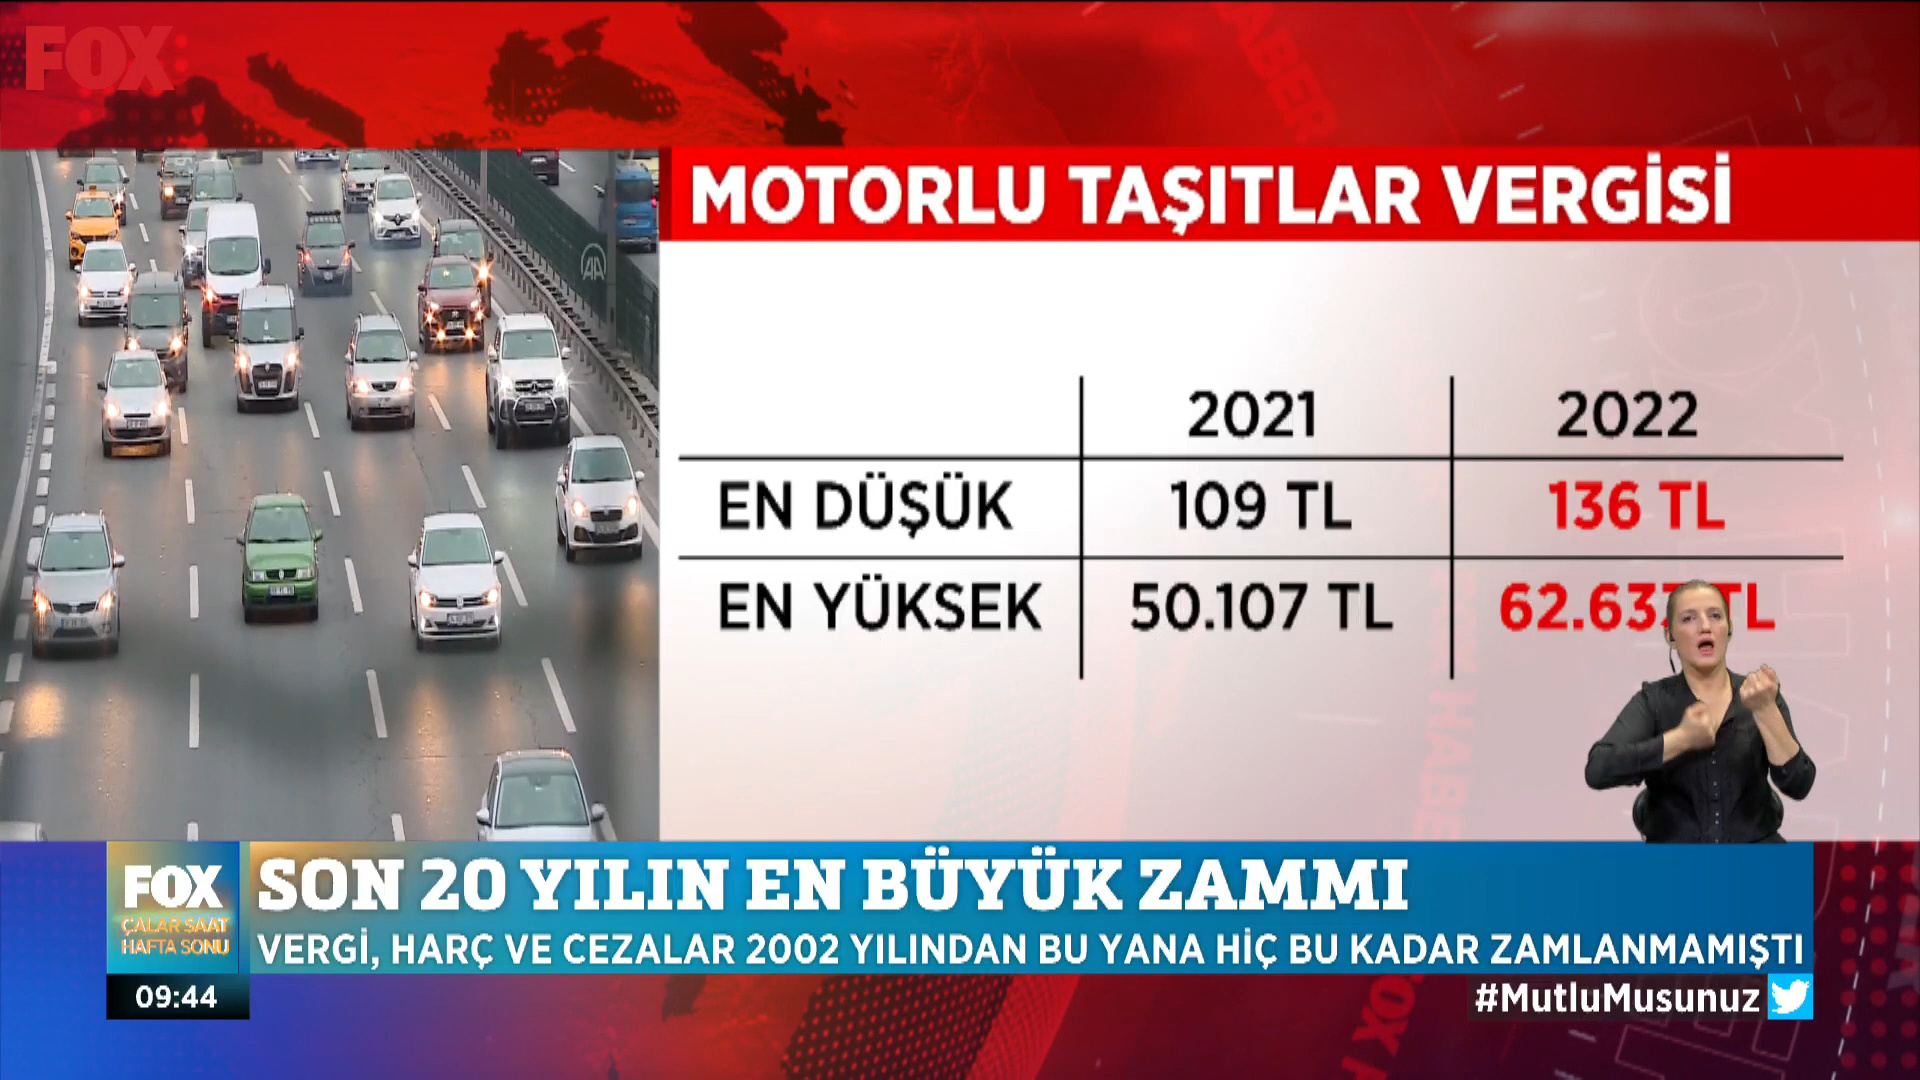 FOX
MOTORLU TAŞITLAR VERGİSİ
AA
2021 2022
EN DÜŞÜK 109 TL 136 TL
EN YÜKSEK 50.107 TL TL
FOX
ÇALAR SAAT
HAFTA SONU
SON 20 YILIN EN BÜYÜK ZAMMI
VERGİ, HARÇ VE CEZALAR 2002 YILINDAN BU YANA HİÇ BU KADAR ZAMLANMAMIŞTI
09:44
#MutluMusunuz